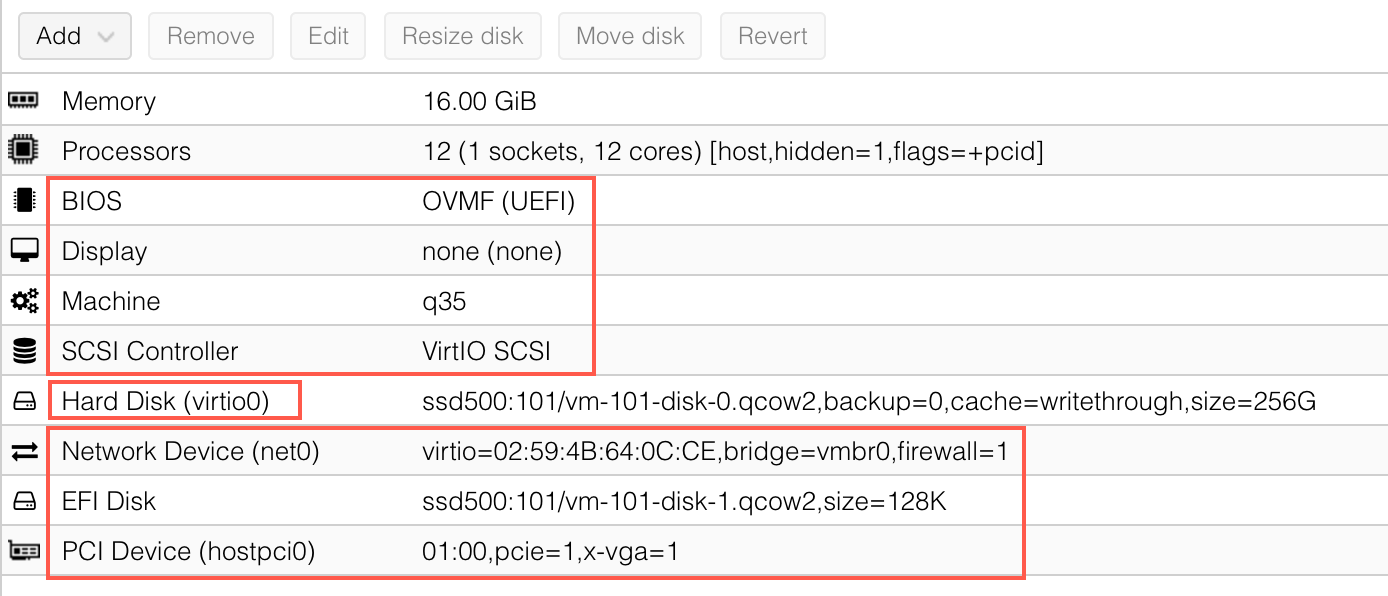 Add Remove Edit Resize disk Move disk Revert
Memory 16.00 GiB
Processors 12 (1 sockets, 12 cores) [host,hidden=1,flags=+pcid]
BIOS OVMF (UEFI)
Display none (none)
Machine q35
SCSI Controller VirtIO SCSI
Hard Disk (virtio0) ssd500:101/vm-101-disk-0.qcow2,backup=0,cache=writethrough,size=256G
Network Device (net0) virtio=02:59:4B:64:0C:CE,bridge=vmbr0,firewall=1
EFI Disk ssd500:101/vm-101-disk-1.qcow2,size=128K
PCI Device (hostpci0) 01:00,pcie=1,x-vga=1